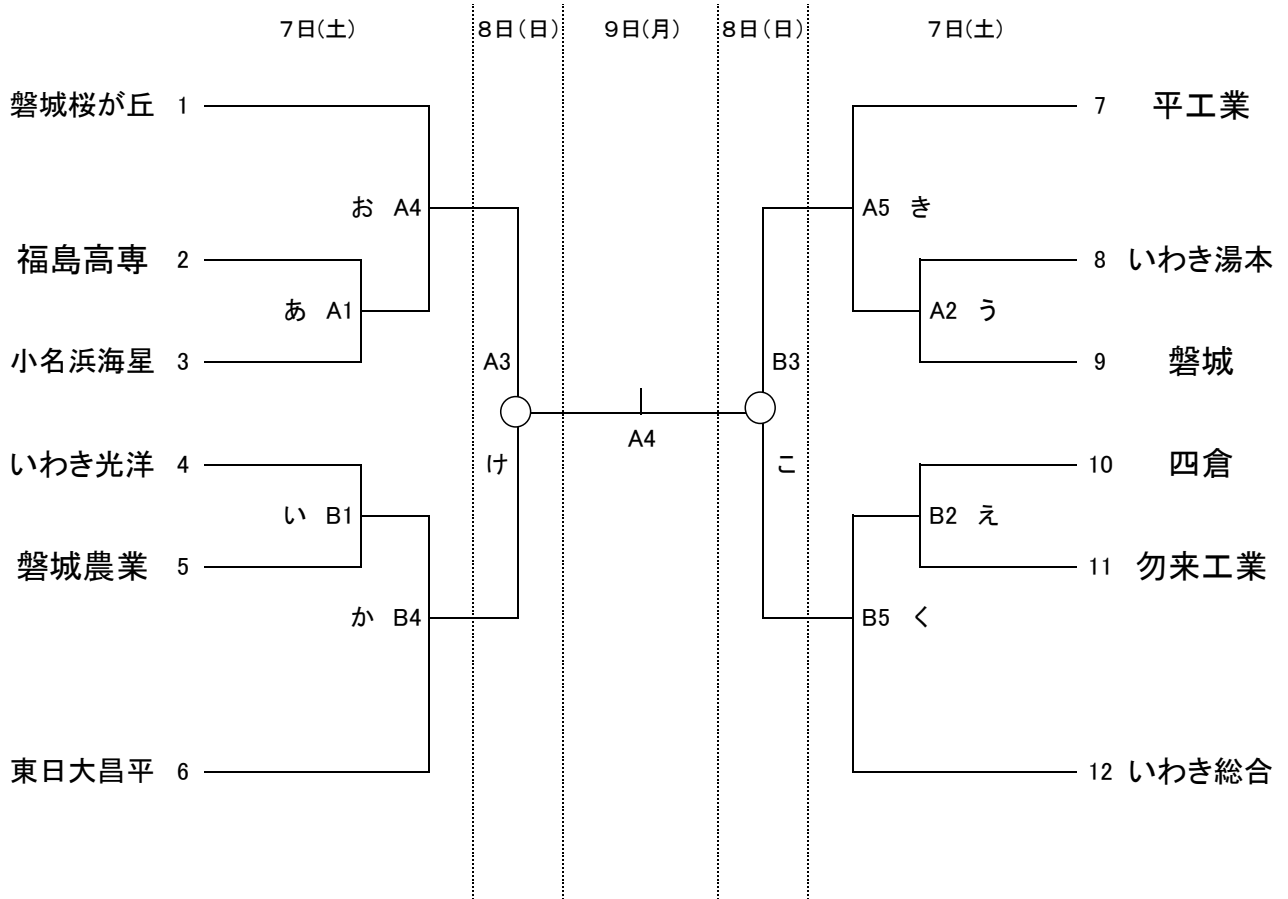 7日(土) 8日(日) 9日(月) 8日(日) 7日(土)
磐城桜が丘 1 7 平工業
お A4 A5 き
福島高専 2 8 いわき湯本
あ A1 A2 う
小名浜海星 3 A3 B3 9 磐城
A4
いわき光洋 4 け こ 10 四倉
い B1 B2 え
磐城農業 5 11 勿来工業
か B4 B5 く
東日大昌平 6 12 いわき総合